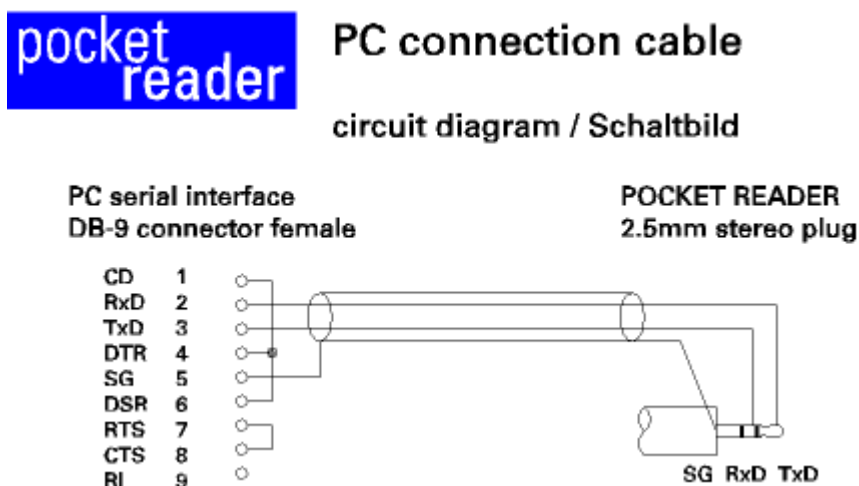 pocket
reader
PC connection cable
circuit diagram / Schaltbild
PC serial interface
DB-9 connector female
POCKET READER
2.5mm stereo plug
CD 1
RxD 2
TxD 3
DTR 4
SG 5
DSR 6
RTS 7
CTS 8
RI 9
SG RxD TxD